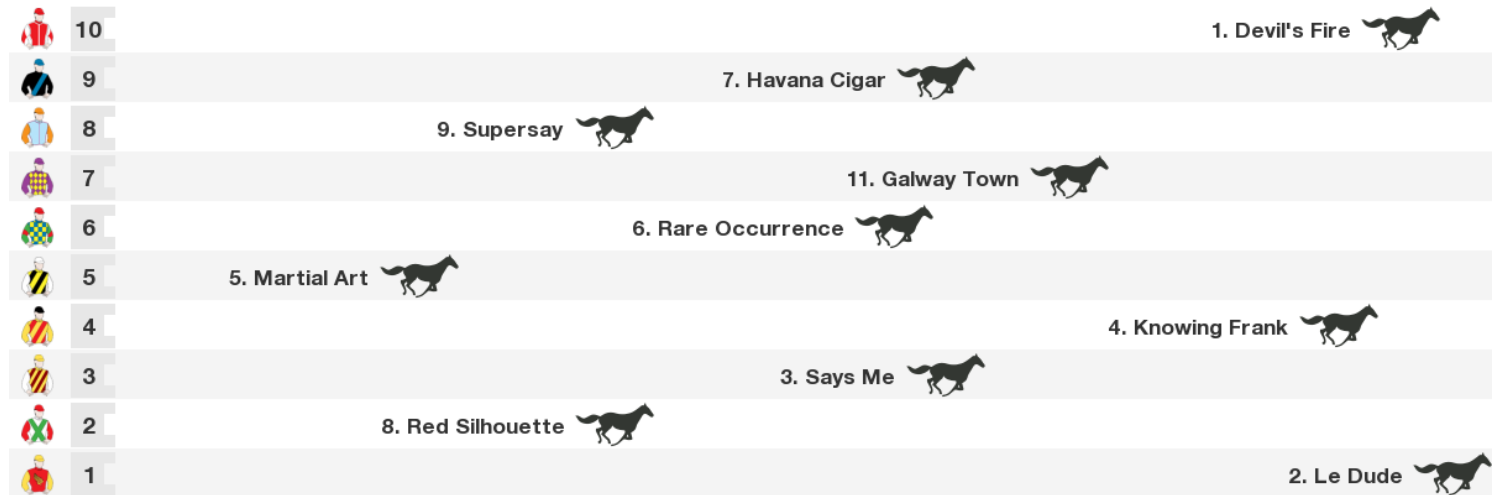 10 1. Devil's Fire
9 7. Havana Cigar
8 9. Supersay
7 11. Galway Town
6 6. Rare Occurrence
5 5. Martial Art
4 4. Knowing Frank
3 3. Says Me
2 8. Red Silhouette
1 2. Le Dude